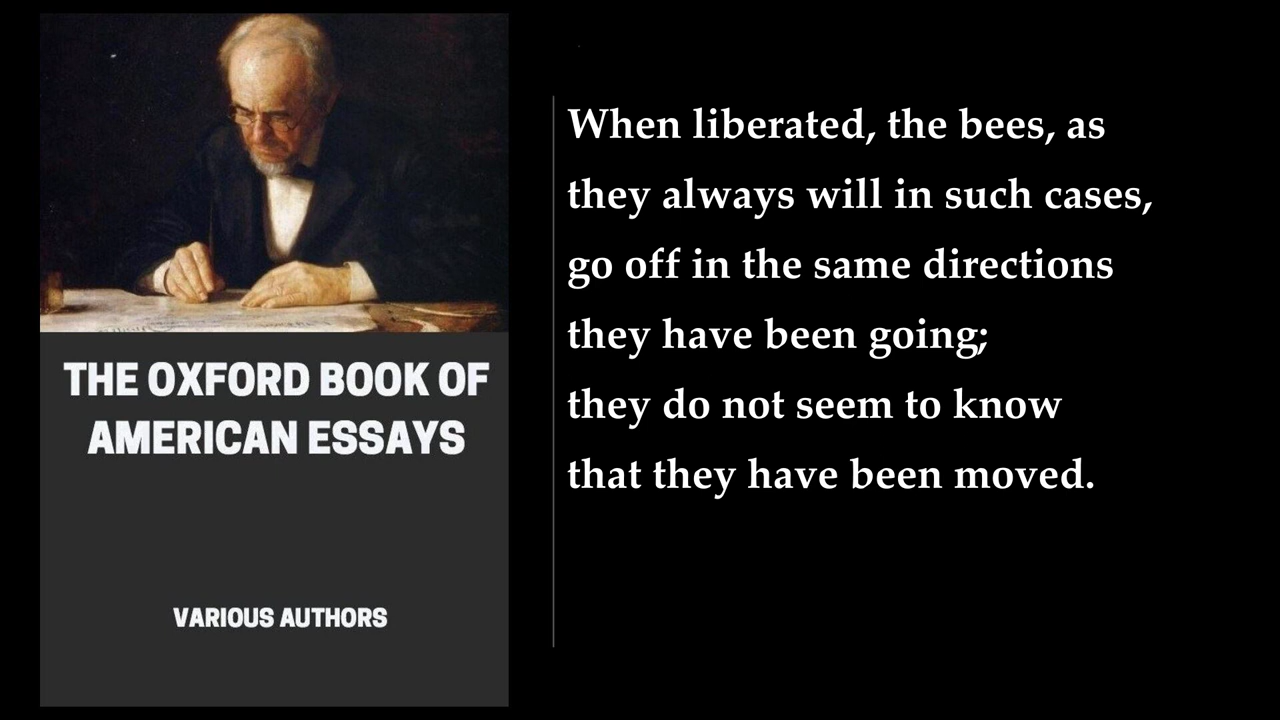 THE OXFORD BOOK OF
AMERICAN ESSAYS
VARIOUS AUTHORS
When liberated, the bees, as
they always will in such cases,
go off in the same directions
they have been going;
they do not seem to know
that they have been moved.